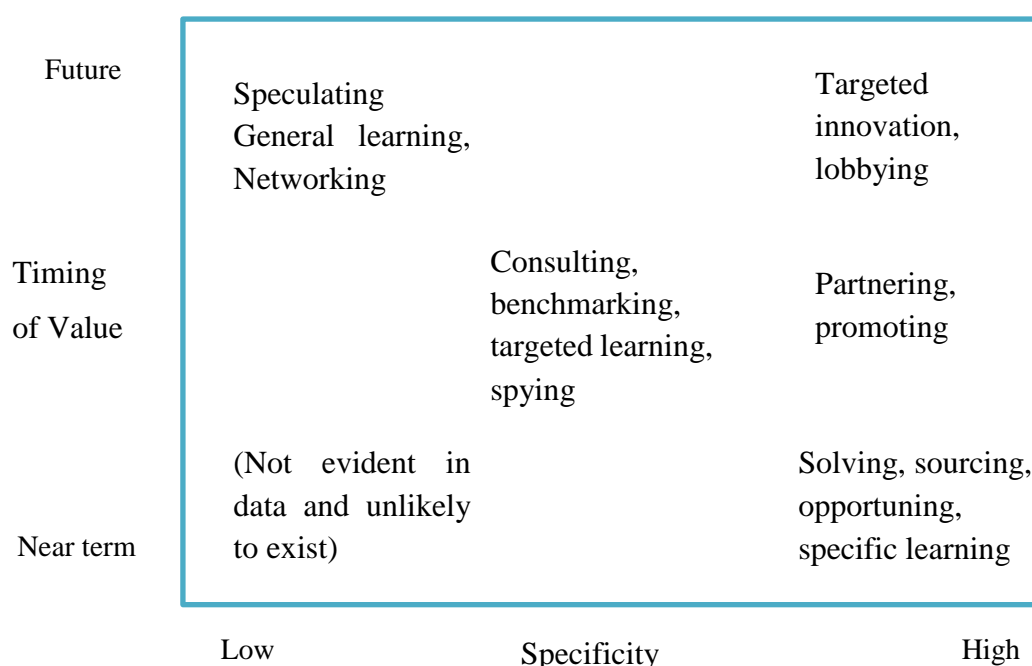 Future
Speculating
General learning,
Networking
Targeted
innovation,
lobbying
Timing
of Value
Consulting,
benchmarking,
targeted learning,
spying
Partnering,
promoting
Near term
(Not evident in
data and unlikely
to exist)
Solving, sourcing,
opportuning,
specific learning
Low
Specificity
High